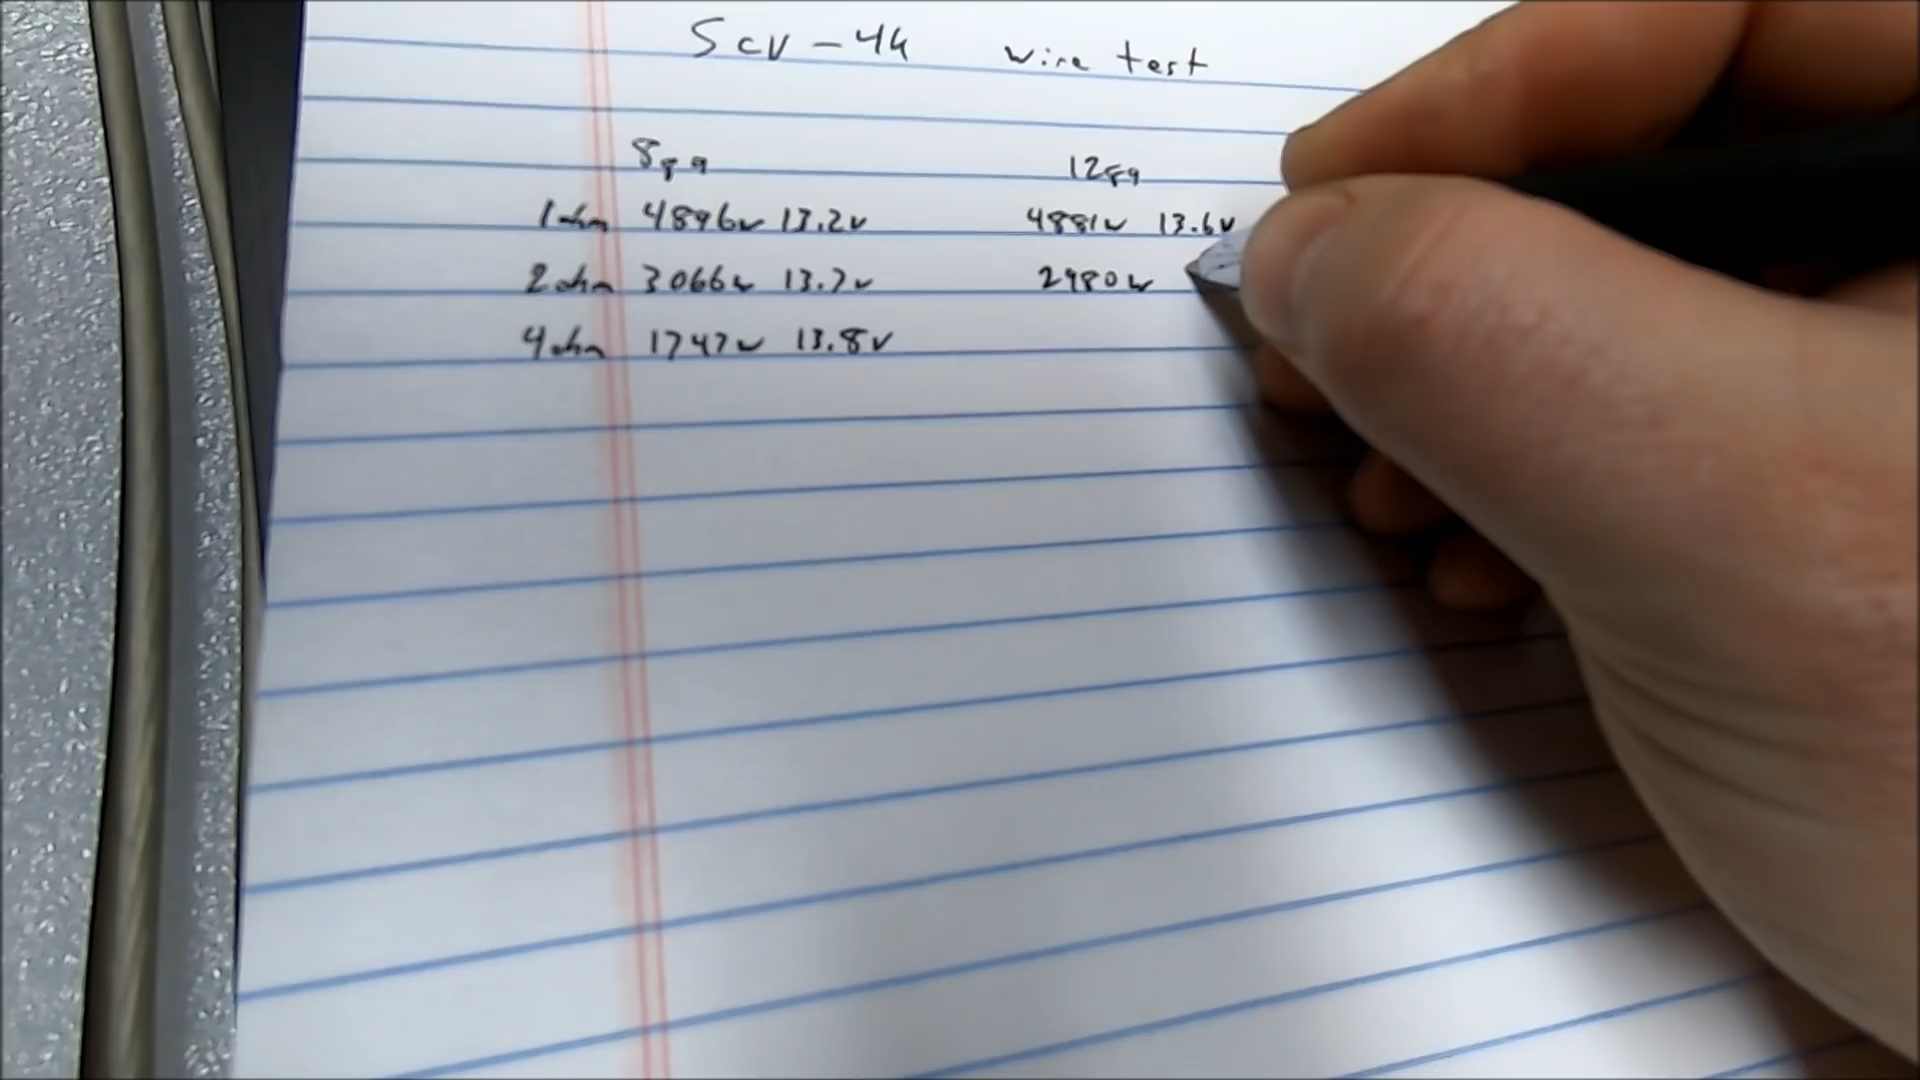 Scv-4k wire test
8ga 12ga
1ohm 4896w 13.2v 4881w 13.6v
2ohm 3066w 13.7v 2980w
4ohm 1747w 13.8v